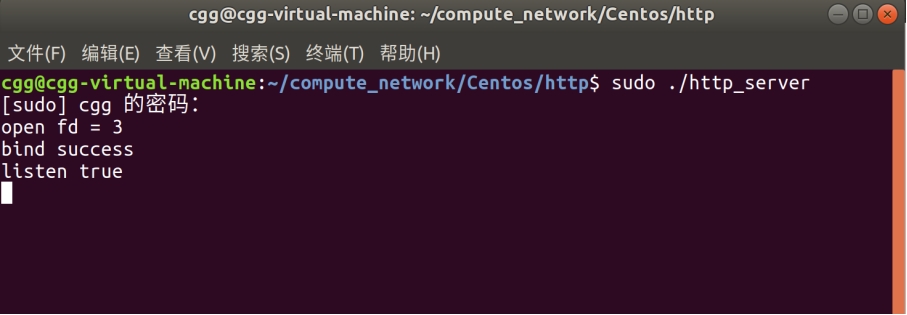 cgg@cgg-virtual-machine: ~/compute_network/Centos/http
文件(F) 编辑(E) 查看(V) 搜索(S) 终端(T) 帮助(H)
cgg@cgg-virtual-machine:~/compute_network/Centos/http$ sudo ./http_server
[sudo] cgg 的密码：
open fd = 3
bind success
listen true